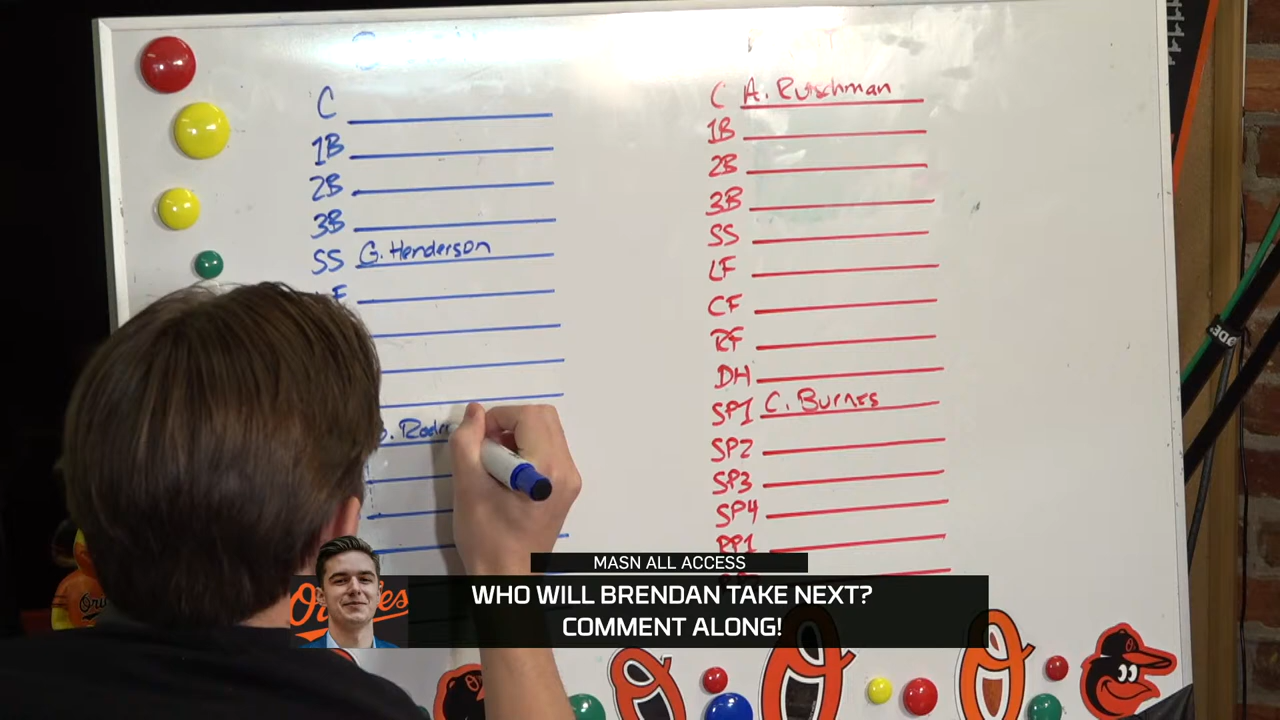 C
1B
2B
3B
SS G. Henderson
C A. Rutschman
1B
2B
3B
SS
LF
CF
RF
DH
SP1 C. Burnes
SP2
SP3
SP4
RP1
MASN ALL ACCESS
WHO WILL BRENDAN TAKE NEXT?
COMMENT ALONG!